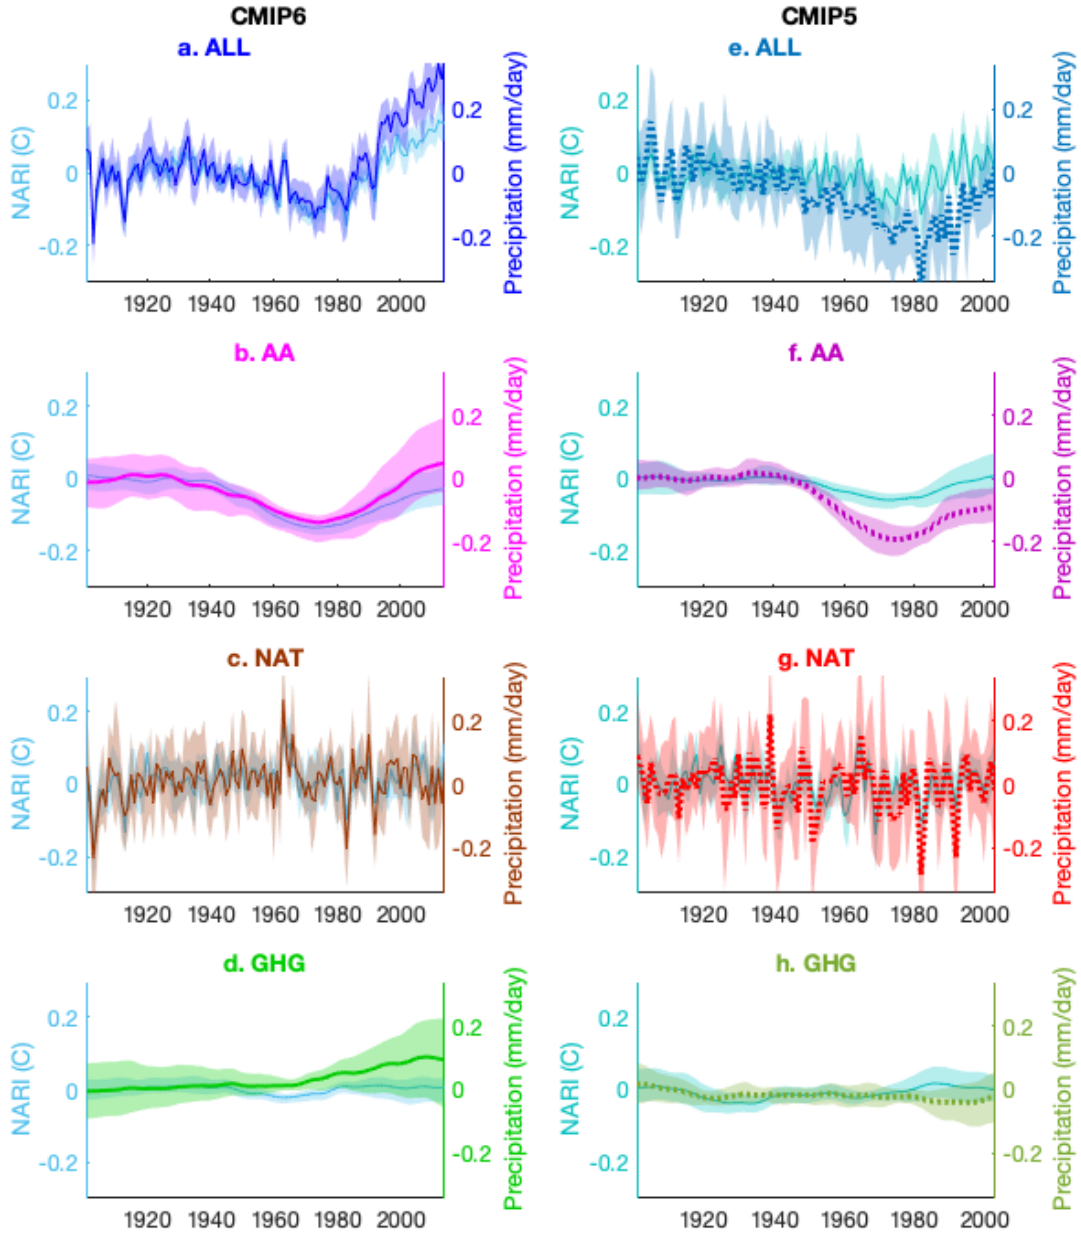 CMIP6 CMIP5
a. ALL e. ALL
NARI (C) Precipitation (mm/day) NARI (C) Precipitation (mm/day)
0.2 0.2 0.2 0.2
0 0 0 0
-0.2 -0.2 -0.2 -0.2
1920 1940 1960 1980 2000 1920 1940 1960 1980 2000
b. AA f. AA
NARI (C) Precipitation (mm/day) NARI (C) Precipitation (mm/day)
0.2 0.2 0.2 0.2
0 0 0 0
-0.2 -0.2 -0.2 -0.2
1920 1940 1960 1980 2000 1920 1940 1960 1980 2000
c. NAT g. NAT
NARI (C) Precipitation (mm/day) NARI (C) Precipitation (mm/day)
0.2 0.2 0.2 0.2
0 0 0 0
-0.2 -0.2 -0.2 -0.2
1920 1940 1960 1980 2000 1920 1940 1960 1980 2000
d. GHG h. GHG
NARI (C) Precipitation (mm/day) NARI (C) Precipitation (mm/day)
0.2 0.2 0.2 0.2
0 0 0 0
-0.2 -0.2 -0.2 -0.2
1920 1940 1960 1980 2000 1920 1940 1960 1980 2000